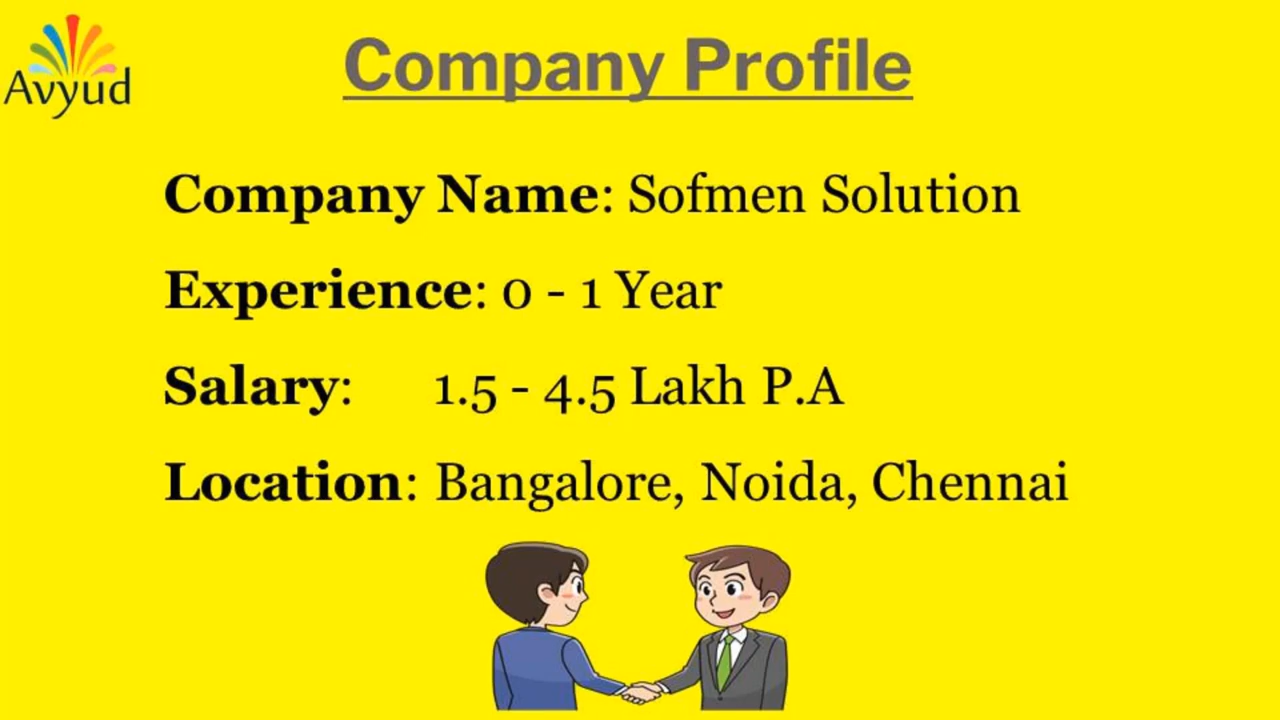 Avyud
Company Profile
Company Name: Sofmen Solution
Experience: 0 - 1 Year
Salary: 1.5 - 4.5 Lakh P.A
Location: Bangalore, Noida, Chennai